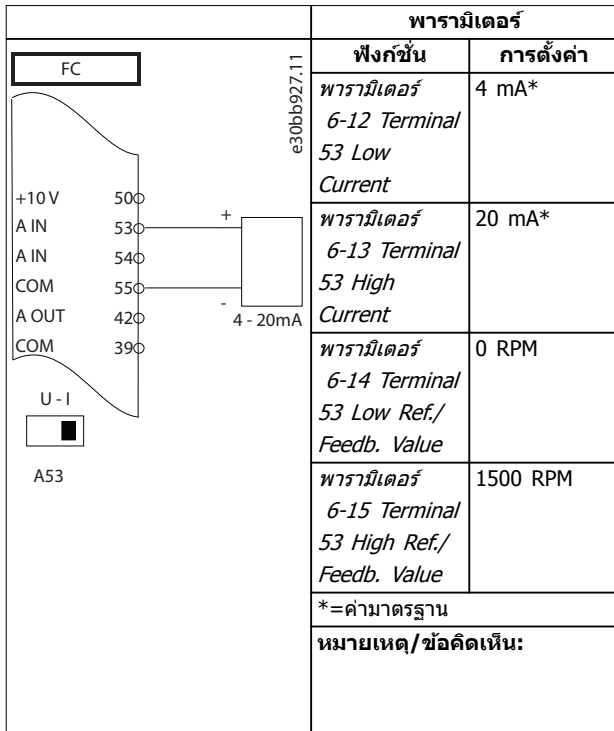 FC
e30bb927.11
+10 V 50
A IN 53
A IN 54
COM 55
A OUT 42
COM 39
+
-
4 - 20mA
U - I
A53
พารามิเตอร์
ฟังก์ชั่น การตั้งค่า
พารามิเตอร์ 4 mA*
6-12 Terminal
53 Low
Current
พารามิเตอร์ 20 mA*
6-13 Terminal
53 High
Current
พารามิเตอร์ 0 RPM
6-14 Terminal
53 Low Ref./
Feedb. Value
พารามิเตอร์ 1500 RPM
6-15 Terminal
53 High Ref./
Feedb. Value
*=ค่ามาตรฐาน
หมายเหตุ/ข้อคิดเห็น: